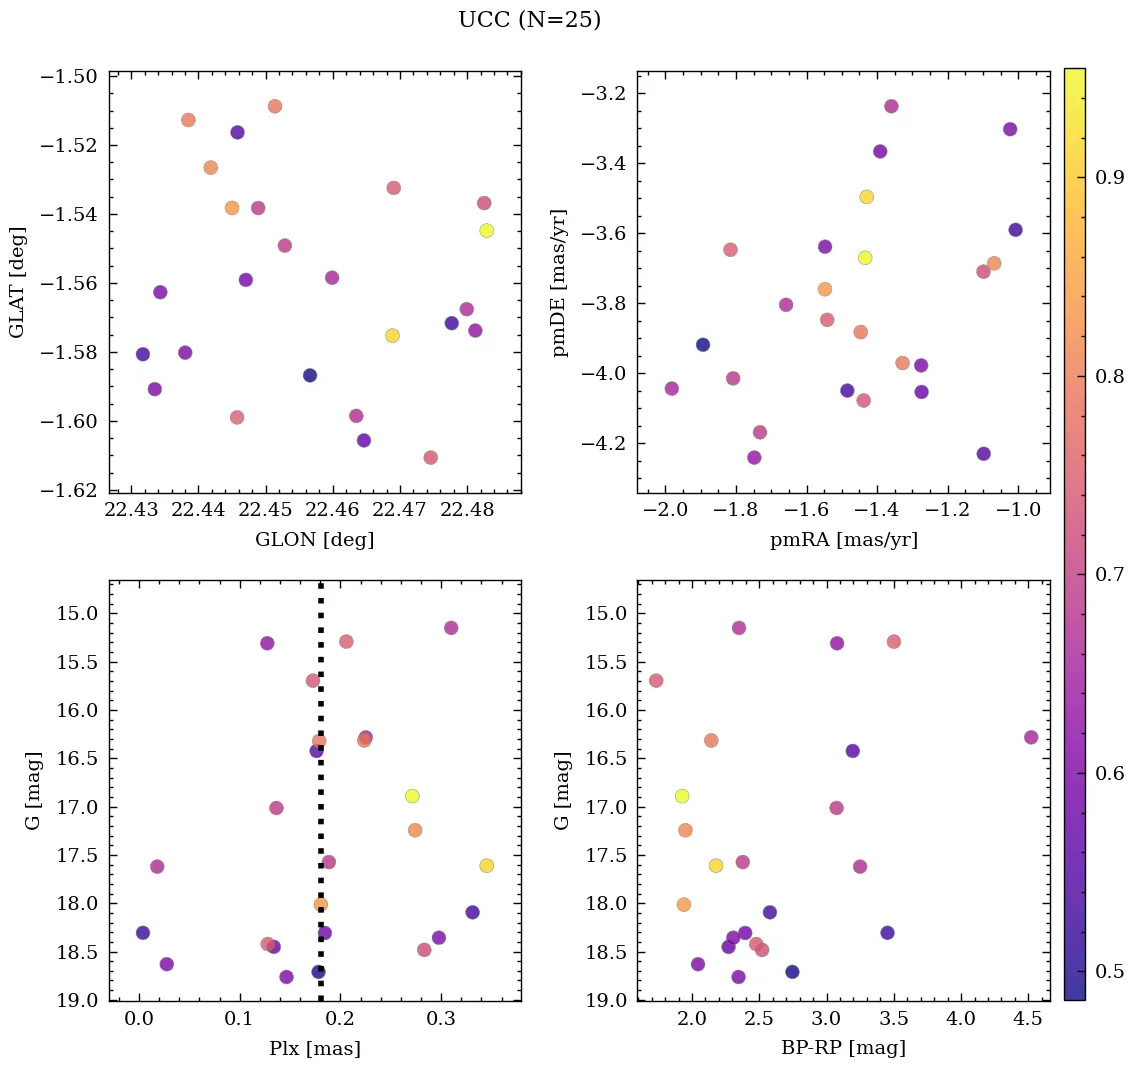 UCC (N=25)
−1.50
−1.52
−1.54
−1.56
−1.58
−1.60
−1.62
GLAT [deg]
22.43 22.44 22.45 22.46 22.47 22.48
GLON [deg]
−3.2
−3.4
−3.6
−3.8
−4.0
−4.2
pmDE [mas/yr]
−2.0 −1.8 −1.6 −1.4 −1.2 −1.0
pmRA [mas/yr]
15.0
15.5
16.0
16.5
17.0
17.5
18.0
18.5
19.0
G [mag]
0.0 0.1 0.2 0.3
Plx [mas]
15.0
15.5
16.0
16.5
17.0
17.5
18.0
18.5
19.0
G [mag]
2.0 2.5 3.0 3.5 4.0 4.5
BP-RP [mag]
0.9
0.8
0.7
0.6
0.5